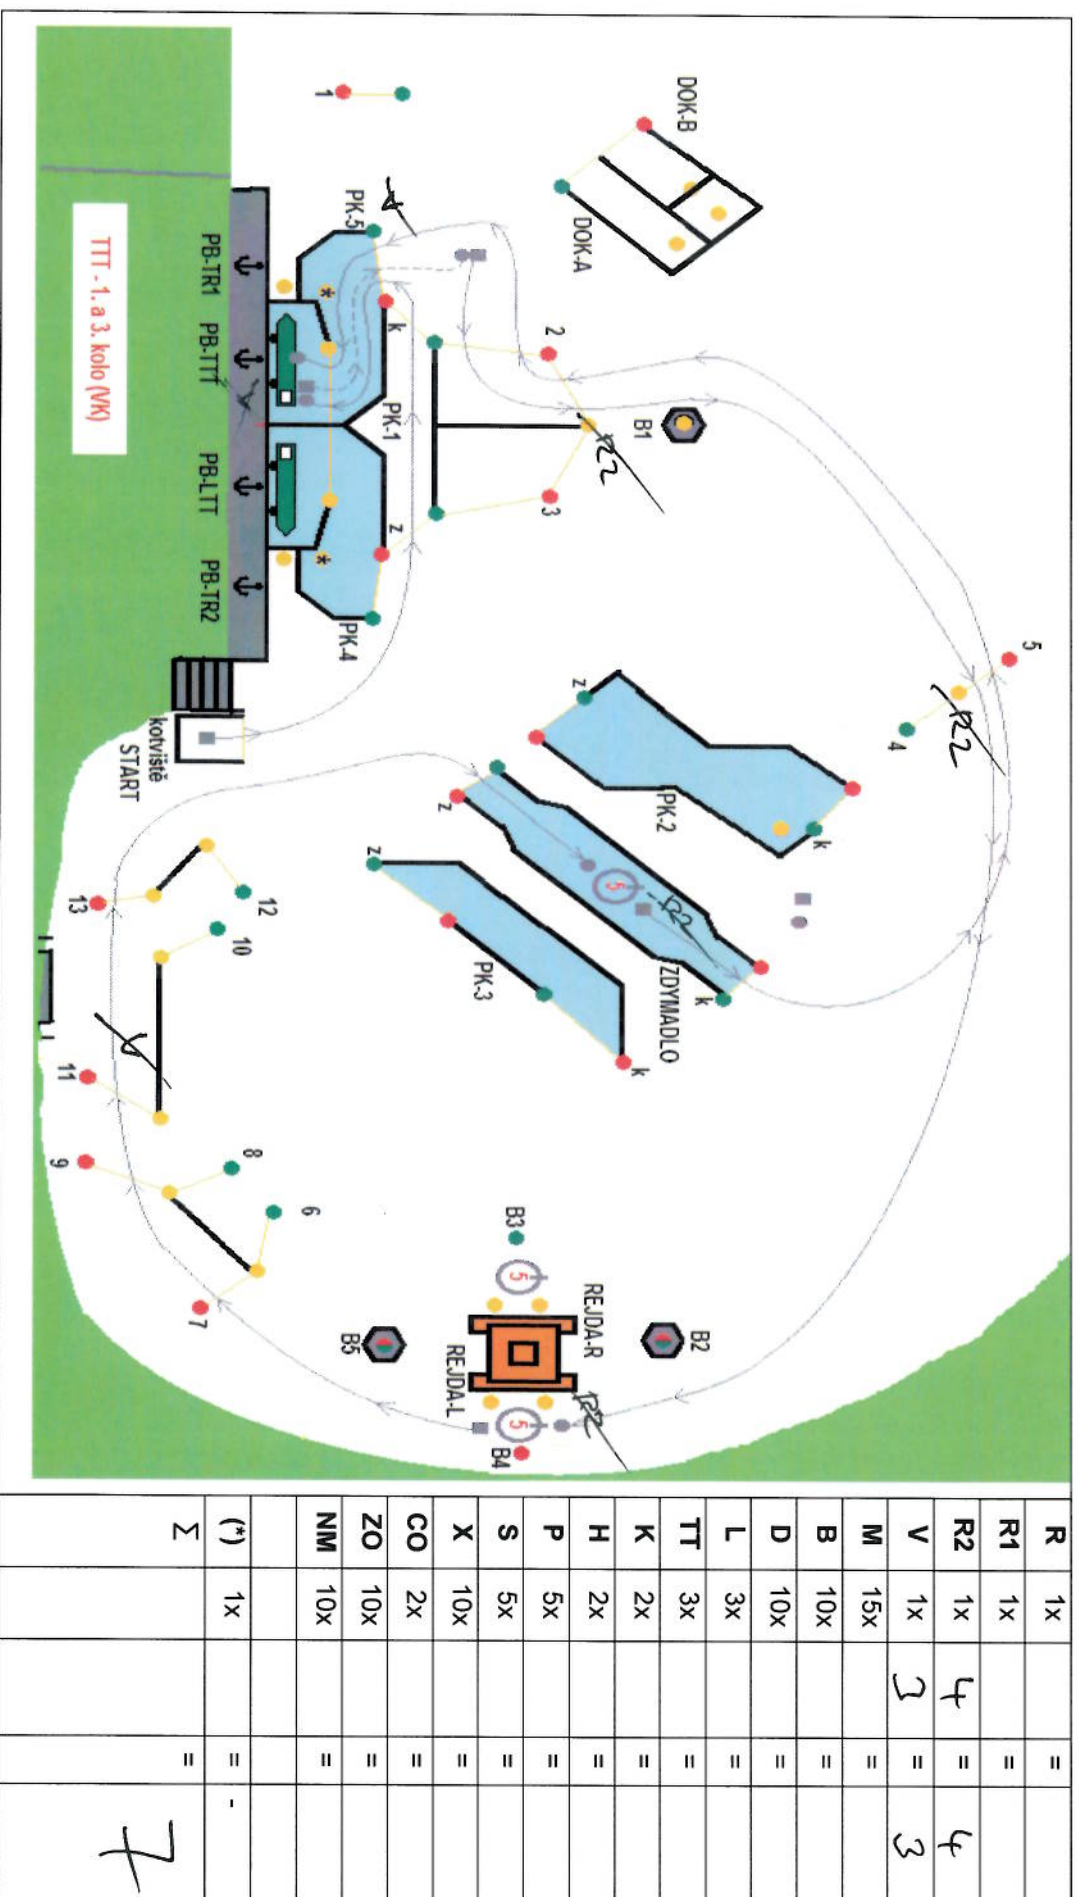 TTT - 1. a 3. kolo (VK)
1
DOK-B
DOK-A
PK-5
PB-TR1
PB-TTT
PB-LTT
PB-TR2
*
*
k
PK-1
z
PK-4
2
3
B1
R2
kotviště
START
5
4
R2
z
PK-2
k
z
5
R2
ZDYMADLO
k
z
PK-3
k
12
13
10
11
8
9
6
7
B3
5
REJDA-R
REJDA-L
B2
B5
R2
5
B4
R 1x =
R1 1x =
R2 1x 4 = 4
V 1x 3 = 3
M 15x =
B 10x =
D 10x =
L 3x =
TT 3x =
K 2x =
H 2x =
P 5x =
S 5x =
X 10x =
CO 2x =
ZO 10x =
NM 10x =
(*) 1x = -
Σ = 7